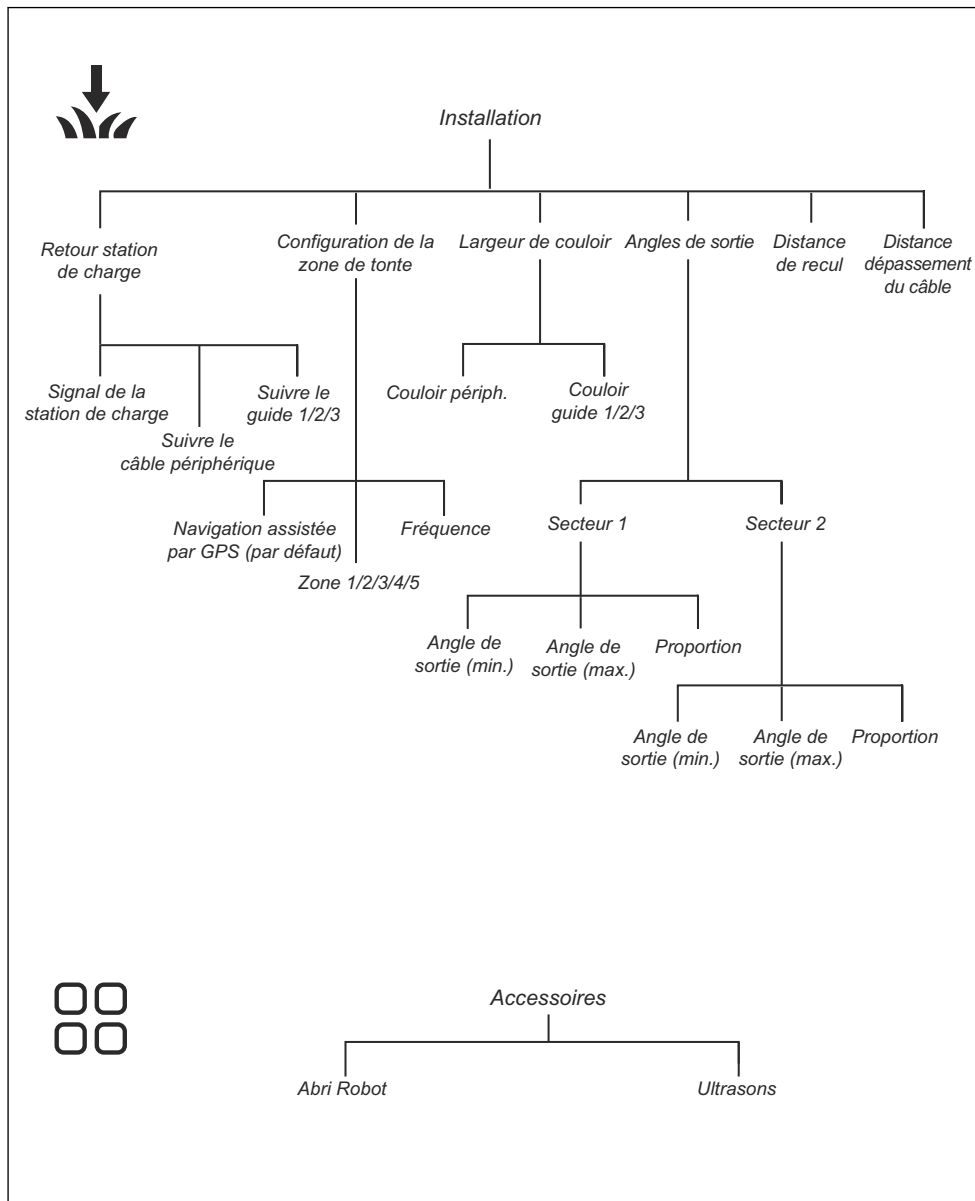 Installation
Retour station
de charge
Configuration de la
zone de tonte
Largeur de couloir
Angles de sortie
Distance
de recul
Distance
dépassement
du câble
Signal de la
station de charge
Suivre le
câble périphérique
Suivre le
guide 1/2/3
Couloir périph.
Couloir
guide 1/2/3
Navigation assistée
par GPS (par défaut)
Zone 1/2/3/4/5
Fréquence
Secteur 1
Secteur 2
Angle de
sortie (min.)
Angle de
sortie (max.)
Proportion
Angle de
sortie (min.)
Angle de
sortie (max.)
Proportion
Accessoires
Abri Robot
Ultrasons